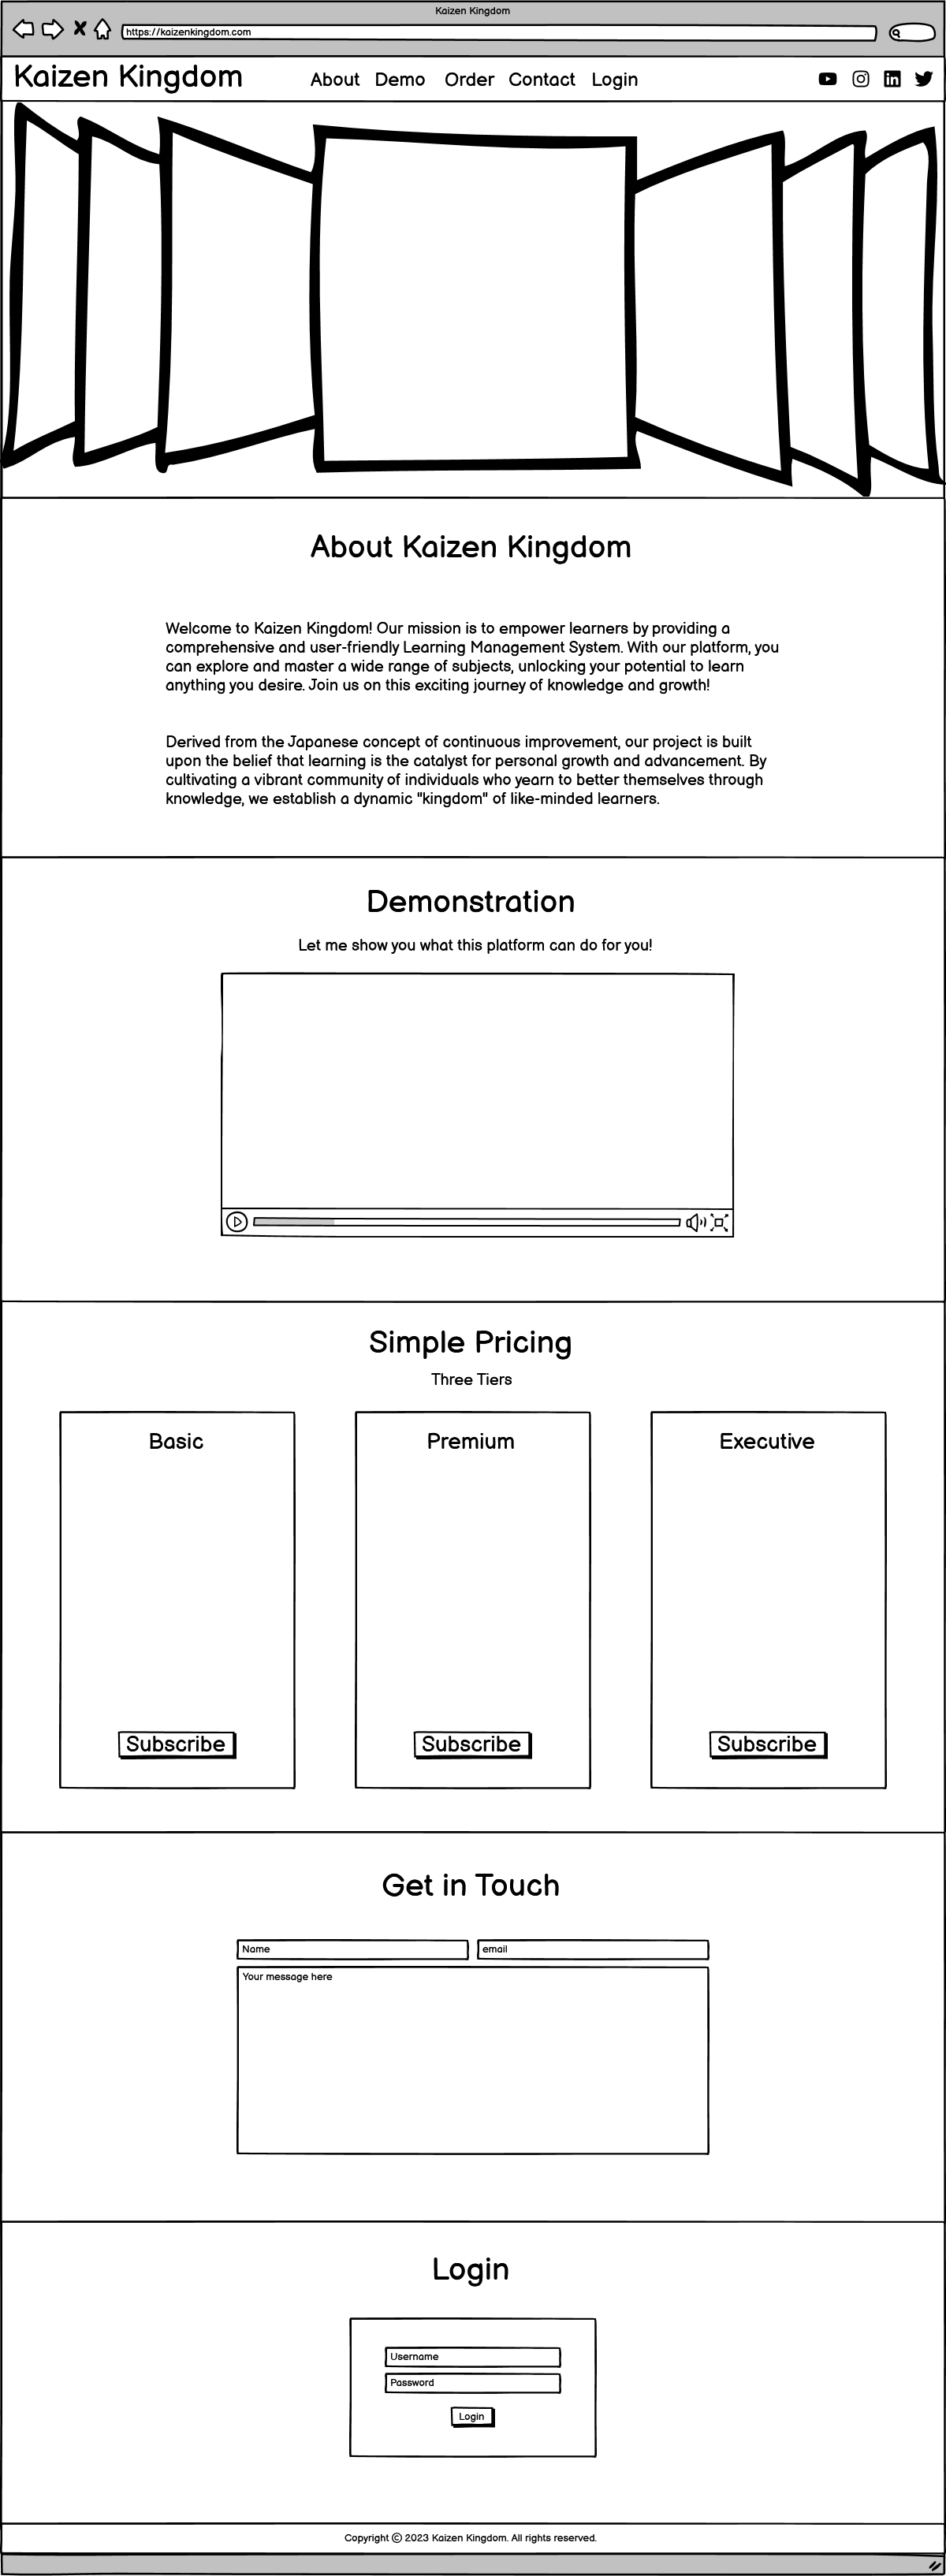 Kaizen Kingdom
https://kaizenkingdom.com
Kaizen Kingdom About Demo Order Contact Login
About Kaizen Kingdom
Welcome to Kaizen Kingdom! Our mission is to empower learners by providing a
comprehensive and user-friendly Learning Management System. With our platform, you
can explore and master a wide range of subjects, unlocking your potential to learn
anything you desire. Join us on this exciting journey of knowledge and growth!
Derived from the Japanese concept of continuous improvement, our project is built
upon the belief that learning is the catalyst for personal growth and advancement. By
cultivating a vibrant community of individuals who yearn to better themselves through
knowledge, we establish a dynamic "kingdom" of like-minded learners.
Demonstration
Let me show you what this platform can do for you!
Simple Pricing
Three Tiers
Basic Premium Executive
Subscribe Subscribe Subscribe
Get in Touch
Name email
Your message here
Login
Username
Password
Login
Copyright © 2023 Kaizen Kingdom. All rights reserved.